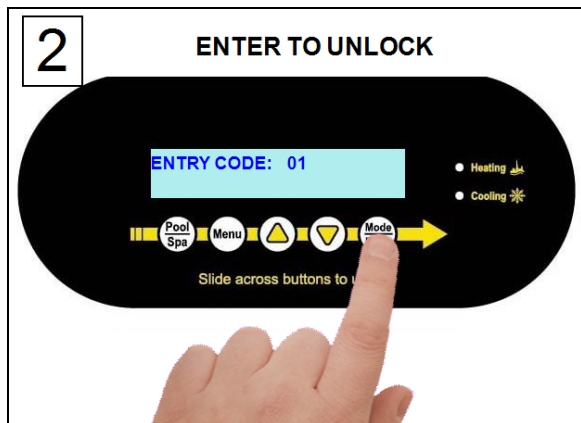 2
ENTER TO UNLOCK
ENTRY CODE: 01
Heating
Cooling
Pool
Spa
Menu
Mode
Slide across buttons to